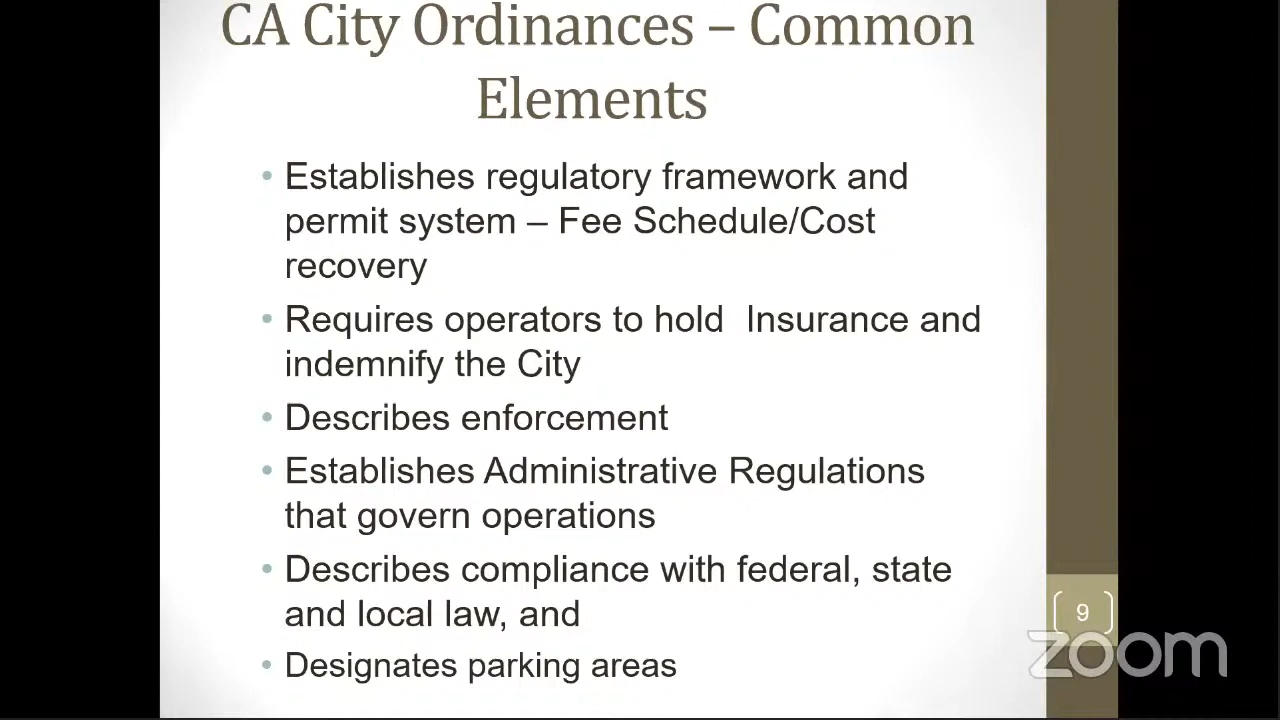 CA City Ordinances – Common
Elements
• Establishes regulatory framework and
permit system – Fee Schedule/Cost
recovery
• Requires operators to hold  Insurance and
indemnify the City
• Describes enforcement
• Establishes Administrative Regulations
that govern operations
• Describes compliance with federal, state
and local law, and
• Designates parking areas
9
zoom